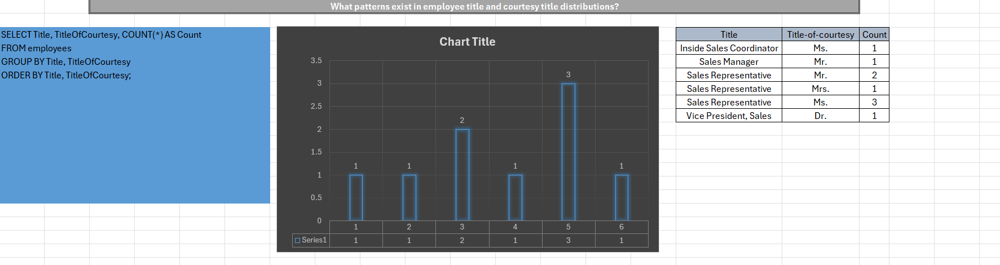 What patterns exist in employee title and courtesy title distributions?
SELECT Title, TitleOfCourtesy, COUNT(*) AS Count
FROM employees
GROUP BY Title, TitleOfCourtesy
ORDER BY Title, TitleOfCourtesy;
Chart Title
3.5
3
2.5
2
1.5
1
0.5
0
1 1 2 1 3 1
1 2 3 4 5 6
Series1 1 1 2 1 3 1
Title Title-of-courtesy Count
Inside Sales Coordinator Ms. 1
Sales Manager Mr. 1
Sales Representative Mr. 2
Sales Representative Mrs. 1
Sales Representative Ms. 3
Vice President, Sales Dr. 1